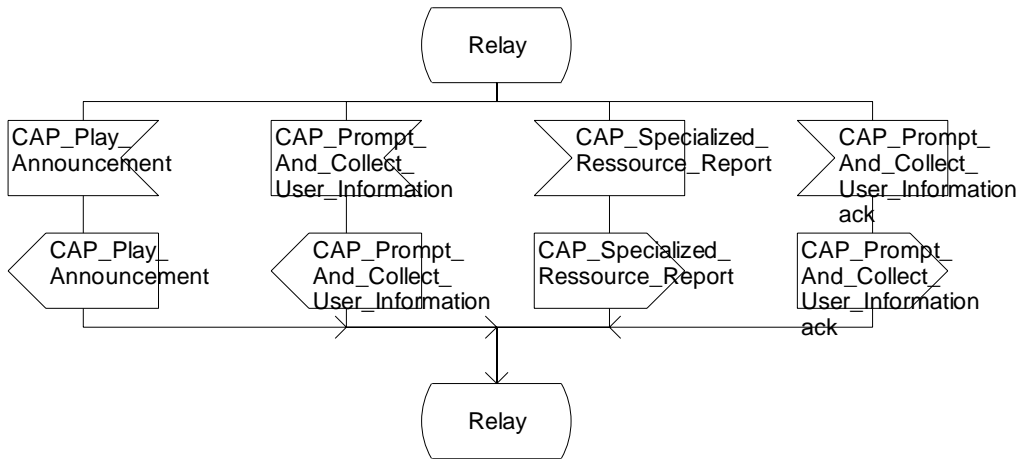 Relay
CAP_Play_
Announcement
CAP_Prompt_
And_Collect_
User_Information
CAP_Specialized_
Ressource_Report
CAP_Prompt_
And_Collect_
User_Information
ack
CAP_Play_
Announcement
CAP_Prompt_
And_Collect_
User_Information
CAP_Specialized_
Ressource_Report
CAP_Prompt_
And_Collect_
User_Information
ack
Relay